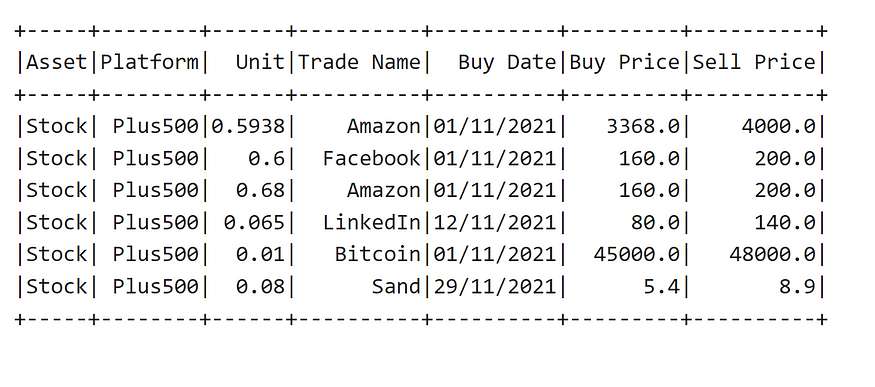 +-----+--------+------+----------+----------+---------+----------+
|Asset|Platform|  Unit|Trade Name|  Buy Date|Buy Price|Sell Price|
+-----+--------+------+----------+----------+---------+----------+
|Stock| Plus500|0.5938|    Amazon|01/11/2021|   3368.0|    4000.0|
|Stock| Plus500|   0.6|  Facebook|01/11/2021|    160.0|     200.0|
|Stock| Plus500|  0.68|    Amazon|01/11/2021|    160.0|     200.0|
|Stock| Plus500| 0.065|  LinkedIn|12/11/2021|     80.0|     140.0|
|Stock| Plus500|  0.01|   Bitcoin|01/11/2021|  45000.0|   48000.0|
|Stock| Plus500|  0.08|      Sand|29/11/2021|      5.4|       8.9|
+-----+--------+------+----------+----------+---------+----------+